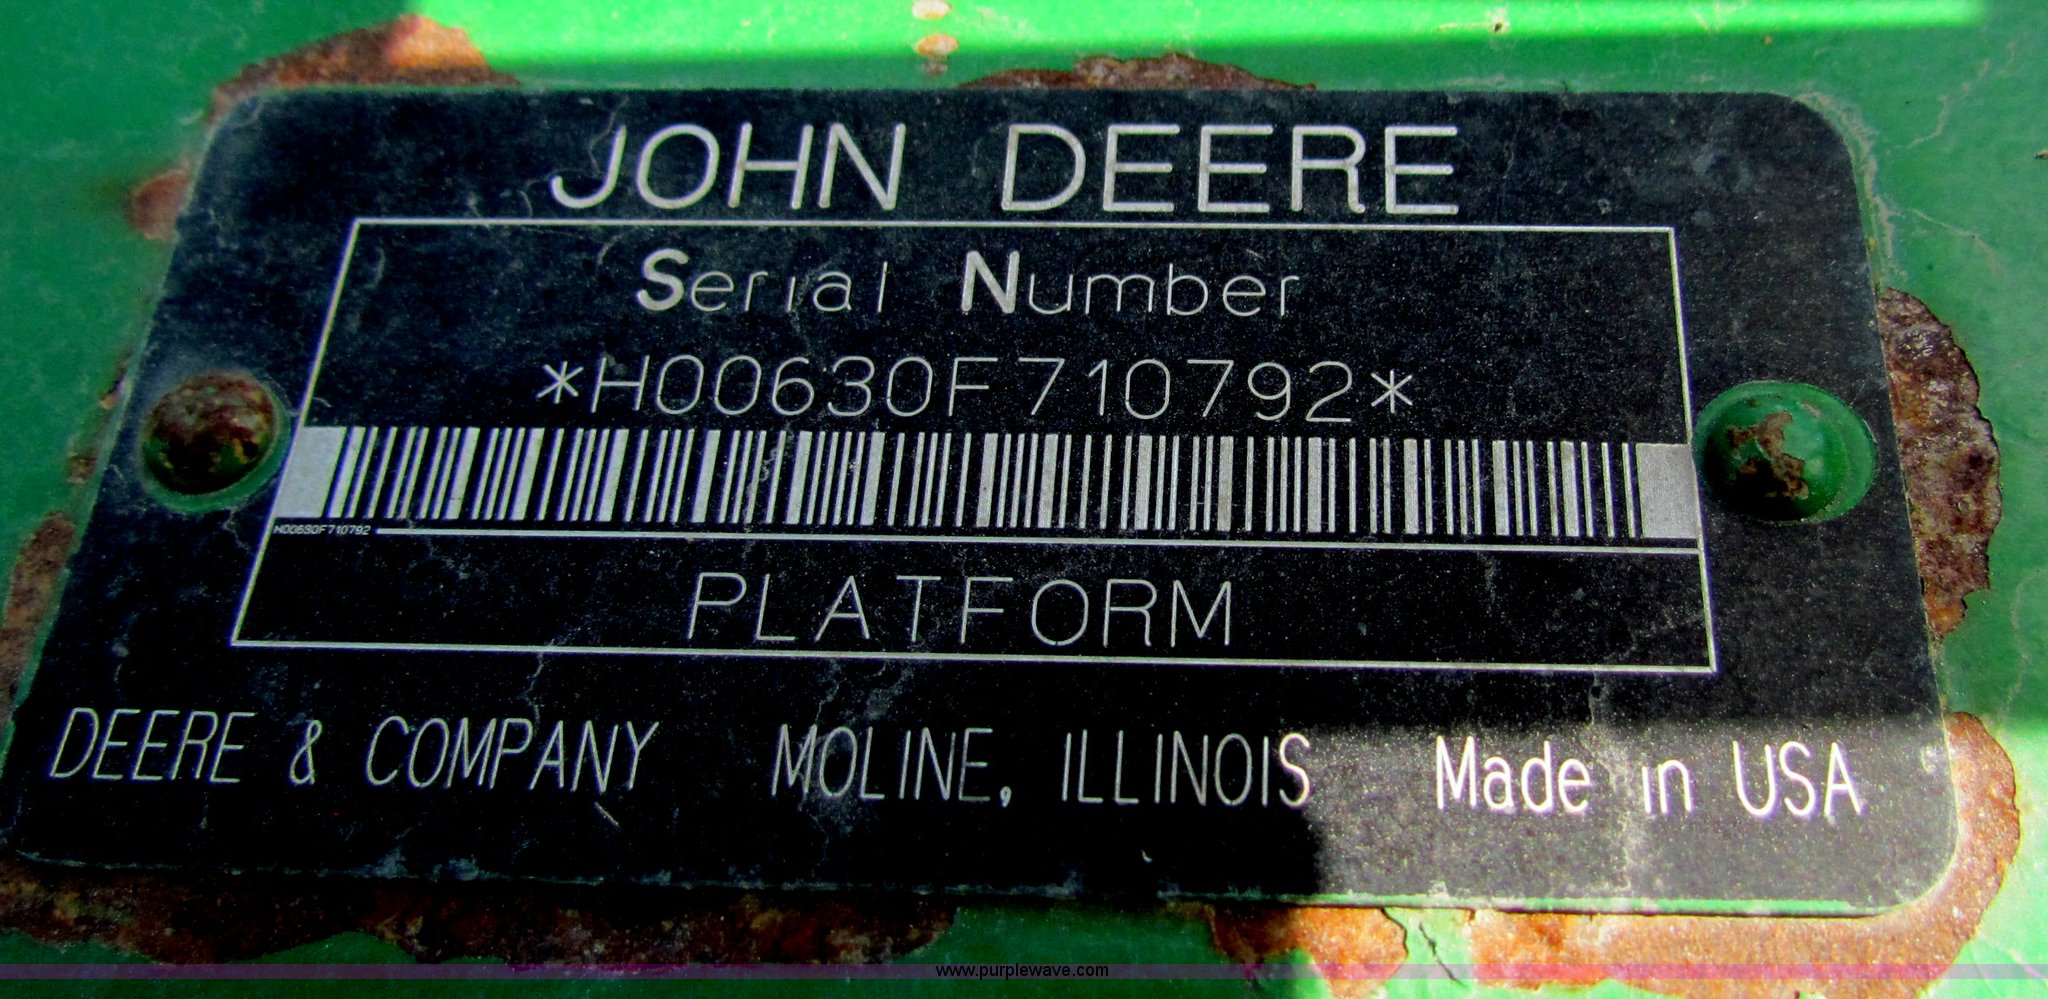 JOHN DEERE
Serial Number
*H00630F710792*
H00630F710792
PLATFORM
DEERE & COMPANY MOLINE, ILLINOIS Made in USA
www.purplewave.com